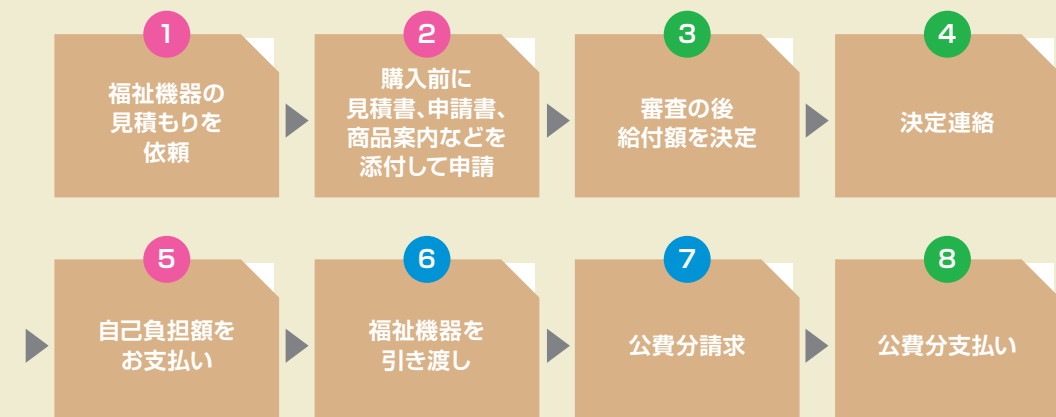 1
福祉機器の
見積もりを
依頼
2
購入前に
見積書、申請書、
商品案内などを
添付して申請
3
審査の後
給付額を決定
4
決定連絡
5
自己負担額を
お支払い
6
福祉機器を
引き渡し
7
公費分請求
8
公費分支払い